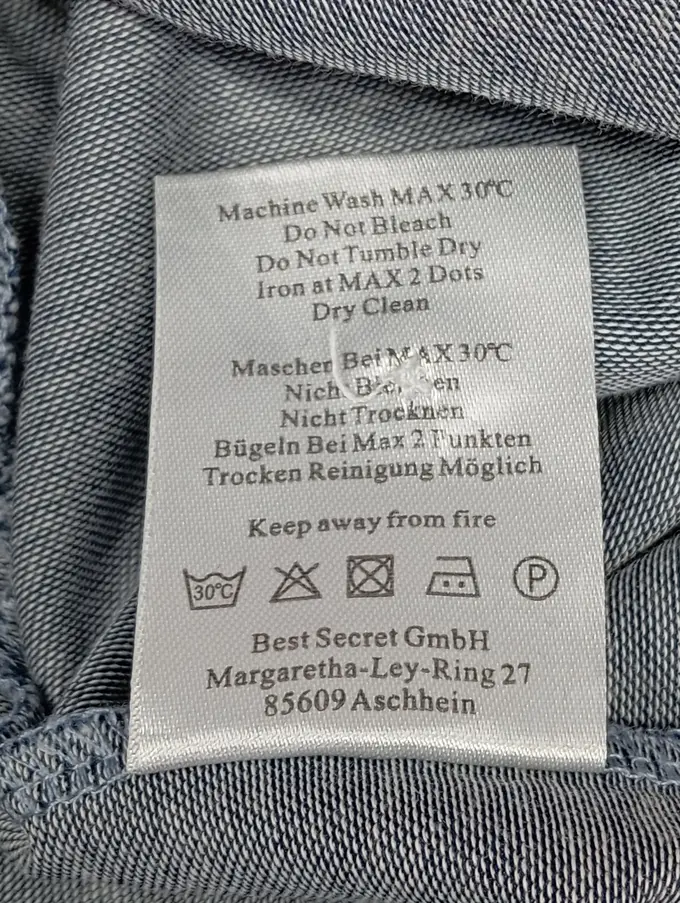 Machine Wash MAX 30°C
Do Not Bleach
Do Not Tumble Dry
Iron at MAX 2 Dots
Dry Clean
Mascher Bei MAX 30°C
Nicht Trocknen
Bügeln Bei Max 2 Funkten
Trocken Reinigung Möglich
Keep away from fire
30°C P
Best Secret GmbH
Margaretha-Ley-Ring 27
85609 Aschhein